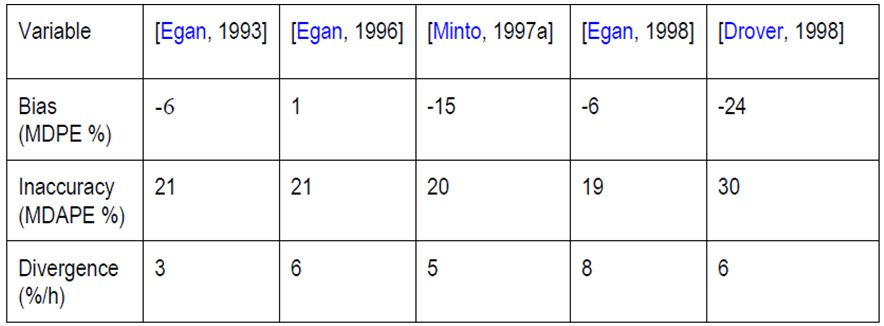 Variable [Egan, 1993] [Egan, 1996] [Minto, 1997a] [Egan, 1998] [Drover, 1998]
Bias
(MDPE %) -6 1 -15 -6 -24
Inaccuracy
(MDAPE %) 21 21 20 19 30
Divergence
(%/h) 3 6 5 8 6